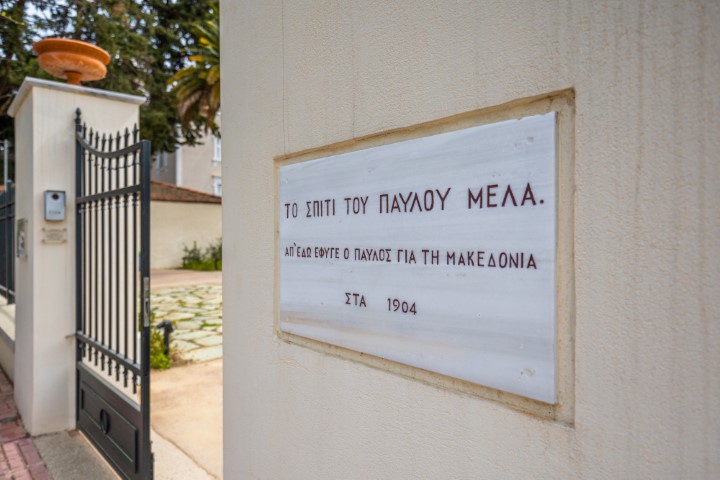 ΤΟ ΣΠΙΤΙ ΤΟΥ ΠΑΥΛΟΥ ΜΕΛΑ.
ΑΠ' ΕΔΩ ΕΦΥΓΕ Ο ΠΑΥΛΟΣ ΓΙΑ ΤΗ ΜΑΚΕΔΟΝΙΑ
ΣΤΑ 1904